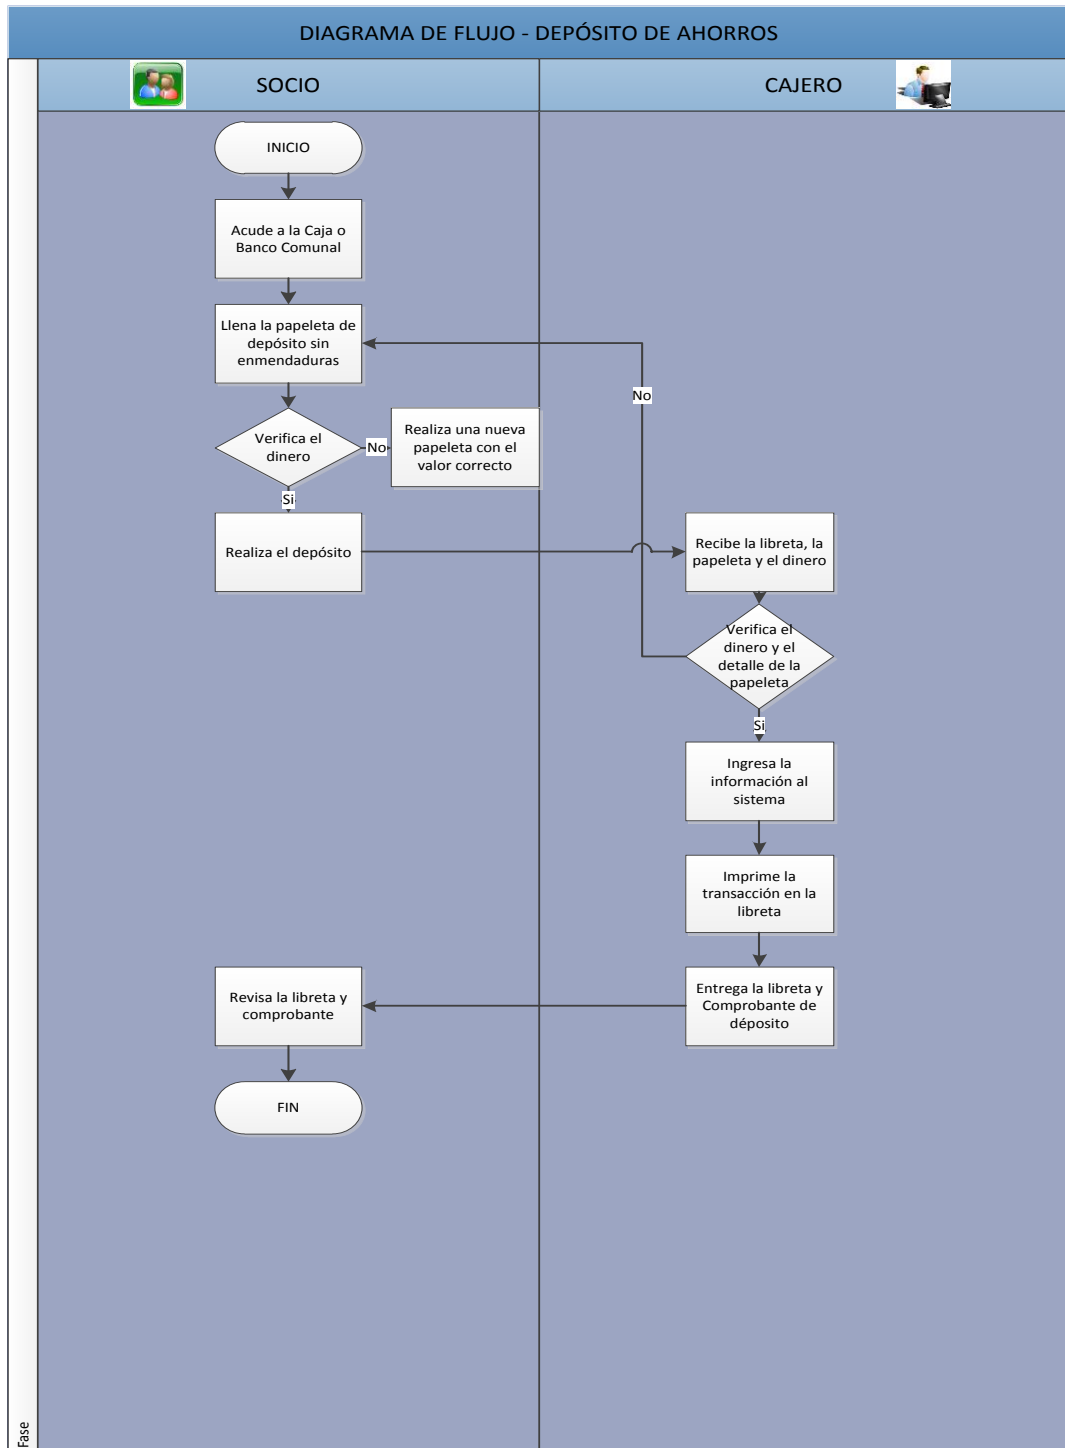 DIAGRAMA DE FLUJO - DEPÓSITO DE AHORROS
SOCIO
CAJERO
INICIO
Acude a la Caja o
Banco Comunal
Llena la papeleta de
depósito sin
enmendaduras
No
Verifica el
dinero
No
Realiza una nueva
papeleta con el
valor correcto
Si
Realiza el depósito
Recibe la libreta, la
papeleta y el dinero
Verifica el
dinero y el
detalle de la
papeleta
Si
Ingresa la
información al
sistema
Imprime la
transacción en la
libreta
Entrega la libreta y
Comprobante de
déposito
Revisa la libreta y
comprobante
FIN
Fase